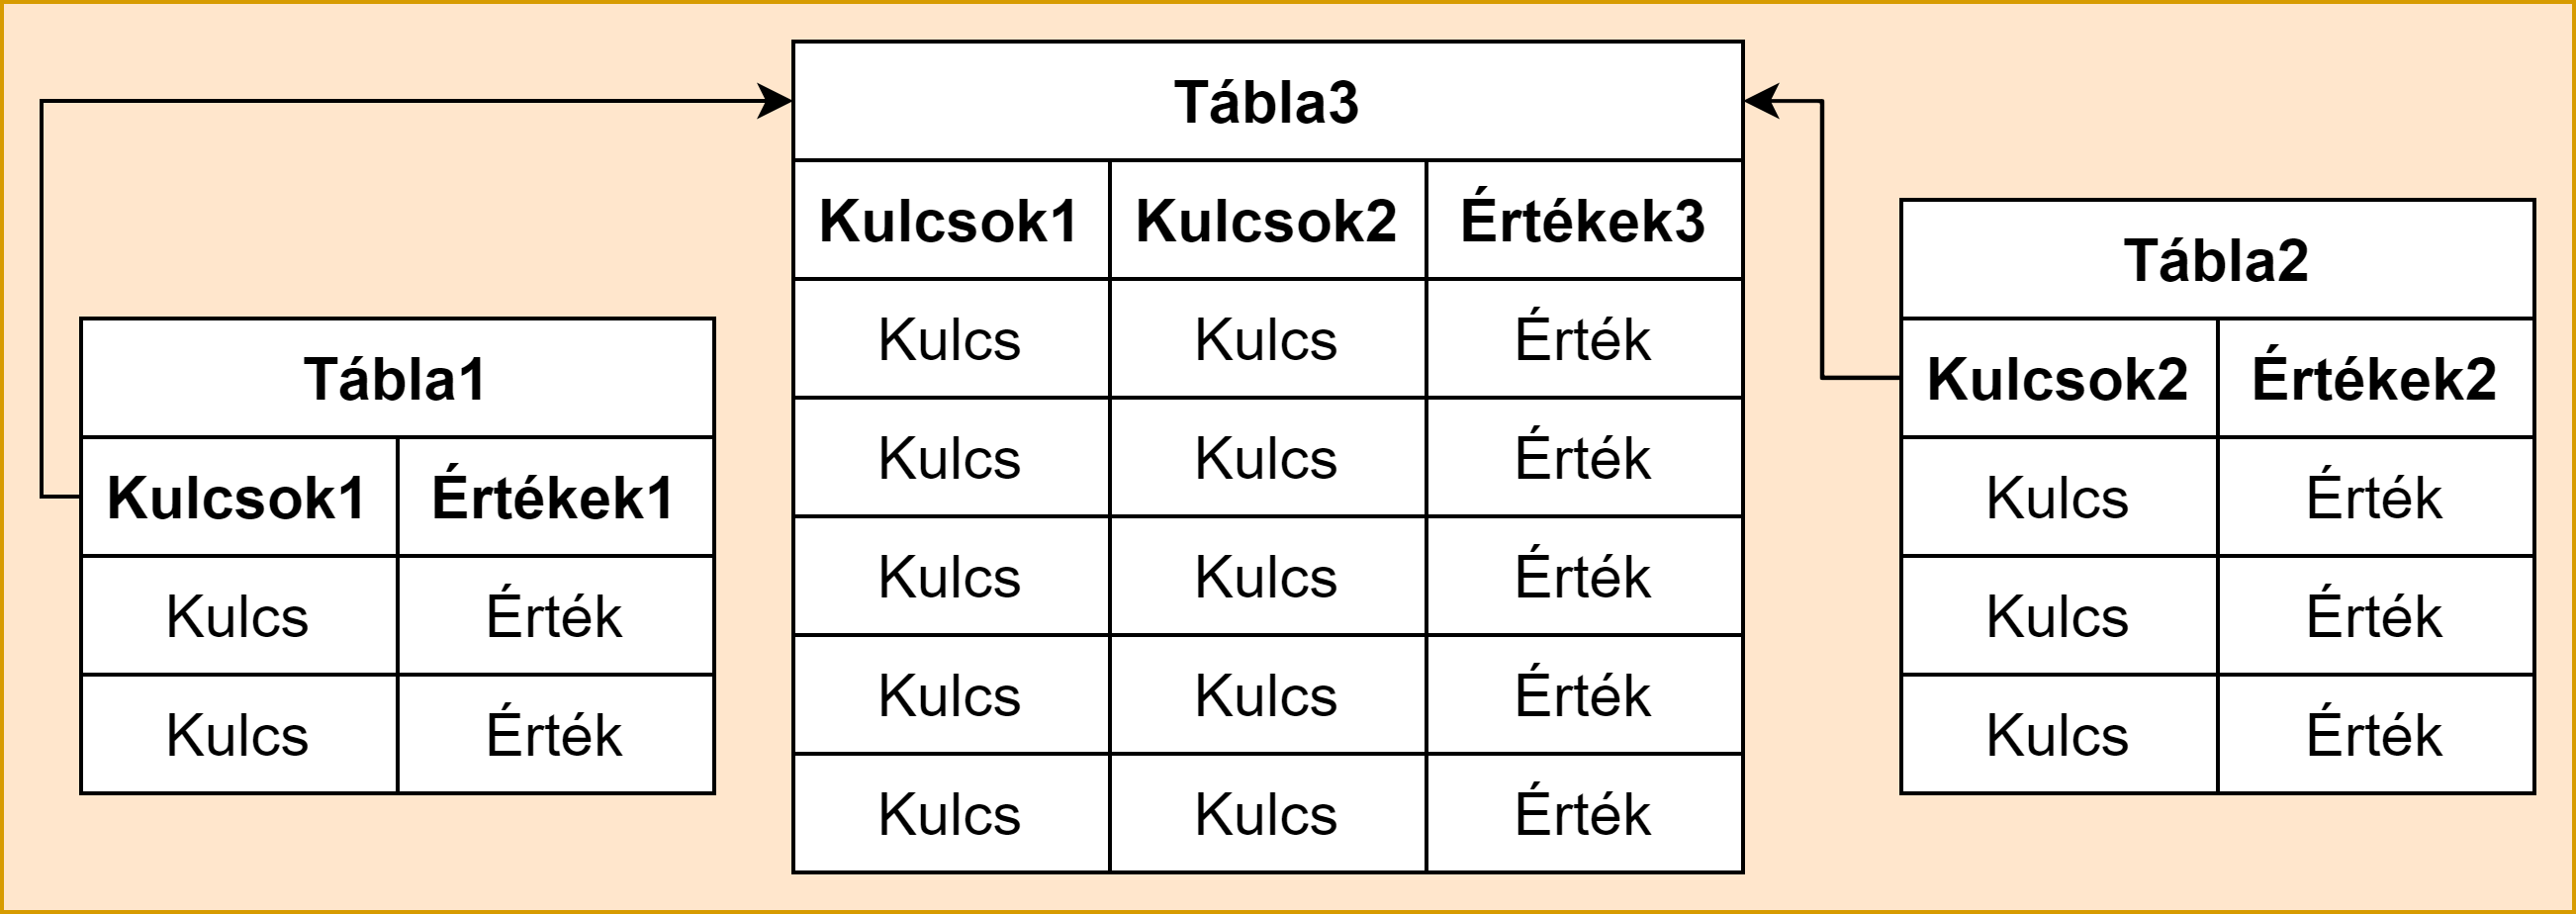 Tábla1
Kulcsok1 Értékek1
Kulcs Érték
Kulcs Érték
Tábla3
Kulcsok1 Kulcsok2 Értékek3
Kulcs Kulcs Érték
Kulcs Kulcs Érték
Kulcs Kulcs Érték
Kulcs Kulcs Érték
Kulcs Kulcs Érték
Tábla2
Kulcsok2 Értékek2
Kulcs Érték
Kulcs Érték
Kulcs Érték